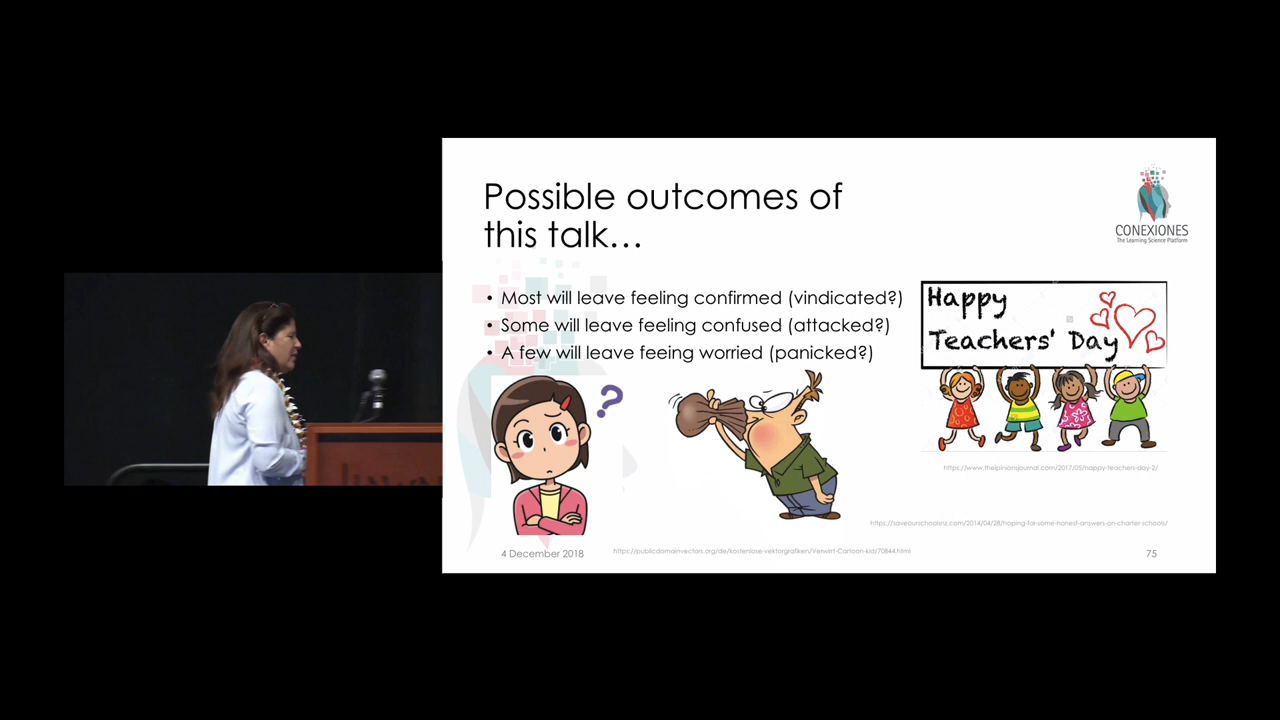 Possible outcomes of
this talk...
CONEXIONES
The Learning Science Platform
• Most will leave feeling confirmed (vindicated?)
• Some will leave feeling confused (attacked?)
• A few will leave feeing worried (panicked?)
Happy
Teachers' Day
?
https://www.theipinionsjournal.com/2017/05/happy-teachers-day-2/
https://saveourschoolsnz.com/2014/04/28/hoping-for-some-honest-answers-on-charter-schools/
4 December 2018
https://publicdomainvectors.org/de/kostenlose-vektorgrafiken/Verwirrt-Cartoon-kid/70844.html
75